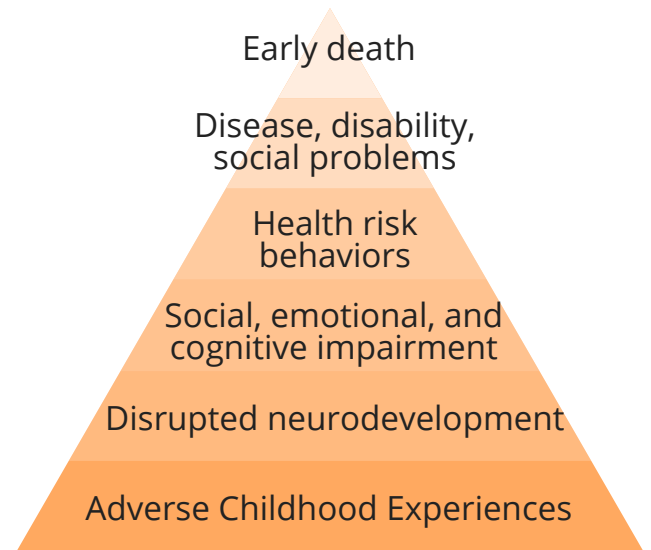 Early death
Disease, disability,
social problems
Health risk
behaviors
Social, emotional, and
cognitive impairment
Disrupted neurodevelopment
Adverse Childhood Experiences